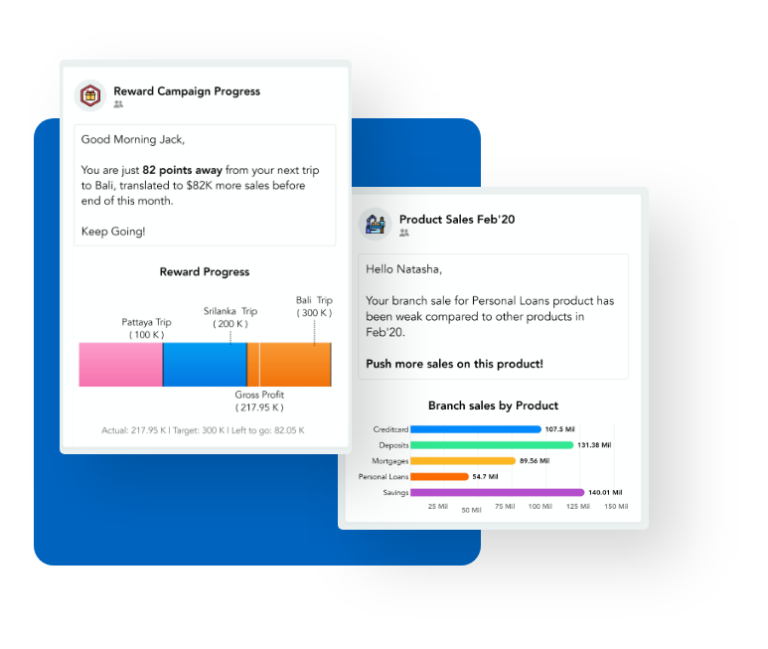 Reward Campaign Progress
Good Morning Jack,
You are just 82 points away from your next trip
to Bali, translated to $82K more sales before
end of this month.
Keep Going!
Reward Progress
Bali Trip
( 300 K )
Srilanka Trip
( 200 K )
Pattaya Trip
( 100 K )
Gross Profit
( 217.95 K )
Actual: 217.95 K I Target: 300 K I Left to go: 82.05 K
Product Sales Feb'20
Hello Natasha,
Your branch sale for Personal Loans product has
been weak compared to other products in
Feb'20.
Push more sales on this product!
Branch sales by Product
Creditcard 107.5 Mil
Deposits 131.38 Mil
Mortgages 89.56 Mil
Personal Loans 54.7 Mil
Savings 140.01 Mil
25 Mil 50 Mil 75 Mil 100 Mil 125 Mil 150 Mil